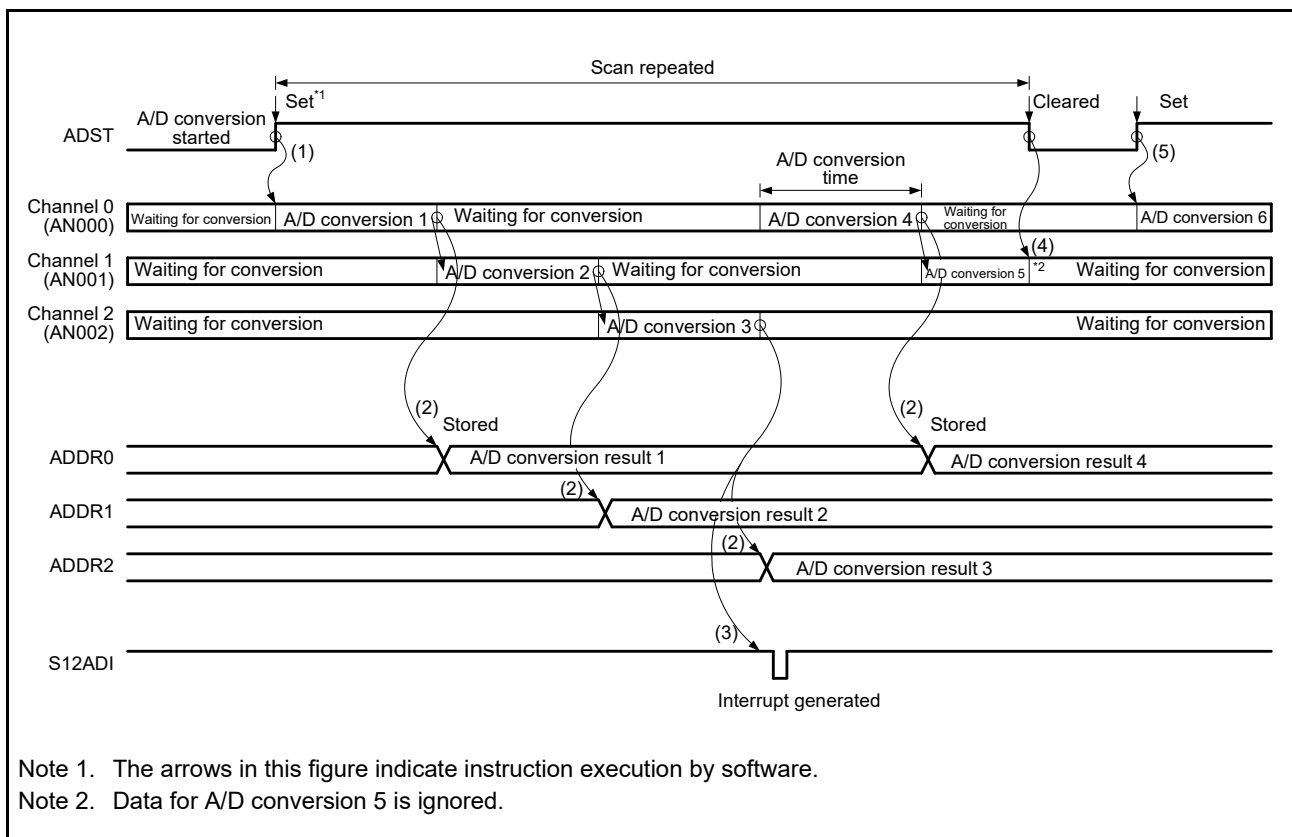 Scan repeated
Set*1
Cleared
Set
A/D conversion
started
ADST
(1)
(5)
A/D conversion
time
Channel 0
(AN000)
Waiting for conversion
A/D conversion 1
Waiting for conversion
A/D conversion 4
Waiting for
conversion
A/D conversion 6
(4)
Channel 1
(AN001)
Waiting for conversion
A/D conversion 2
Waiting for conversion
A/D conversion 5
*2
Waiting for conversion
Channel 2
(AN002)
Waiting for conversion
A/D conversion 3
Waiting for conversion
(2)
Stored
(2)
Stored
ADDR0
A/D conversion result 1
A/D conversion result 4
(2)
ADDR1
A/D conversion result 2
(2)
ADDR2
A/D conversion result 3
(3)
S12ADI
Interrupt generated
Note 1. The arrows in this figure indicate instruction execution by software.
Note 2. Data for A/D conversion 5 is ignored.